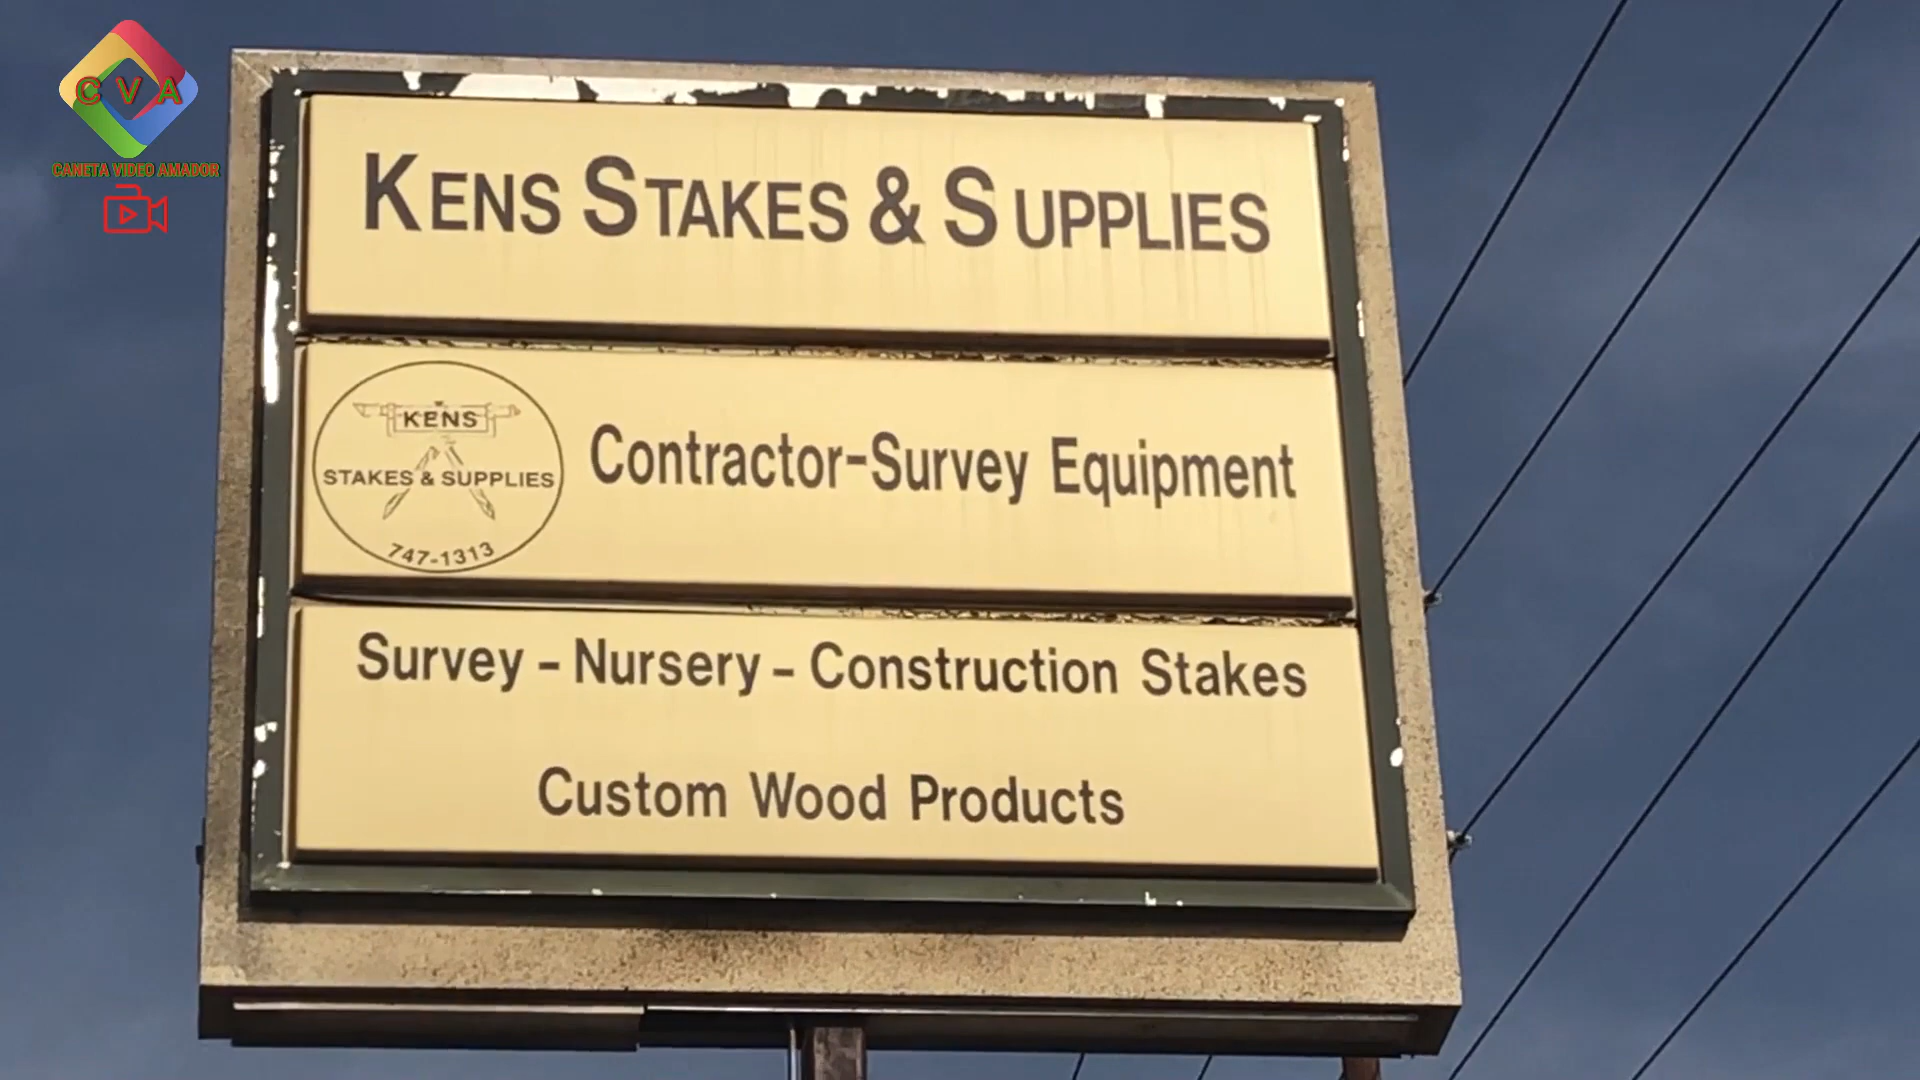 C V A
CANETA VIDEO AMADOR
KENS STAKES & SUPPLIES
KENS
STAKES & SUPPLIES
747-1313
Contractor-Survey Equipment
Survey - Nursery - Construction Stakes
Custom Wood Products